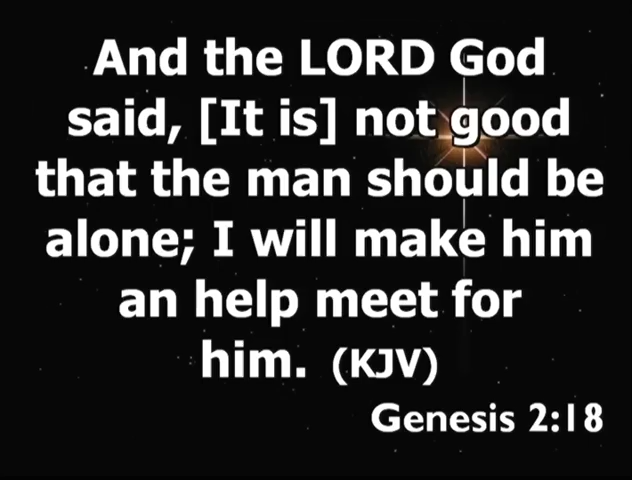 And the LORD God
said, [It is] not good
that the man should be
alone; I will make him
an help meet for
him. (KJV)
Genesis 2:18